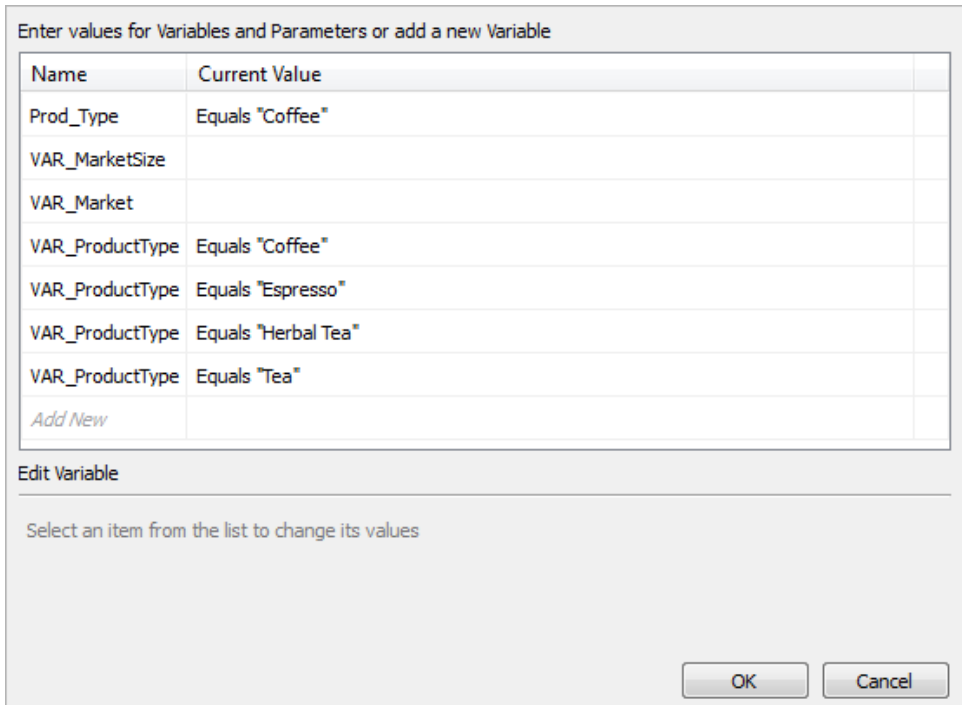 Enter values for Variables and Parameters or add a new Variable
Name Current Value
Prod_Type Equals "Coffee"
VAR_MarketSize
VAR_Market
VAR_ProductType Equals "Coffee"
VAR_ProductType Equals "Espresso"
VAR_ProductType Equals "Herbal Tea"
VAR_ProductType Equals "Tea"
Add New
Edit Variable
Select an item from the list to change its values
OK Cancel